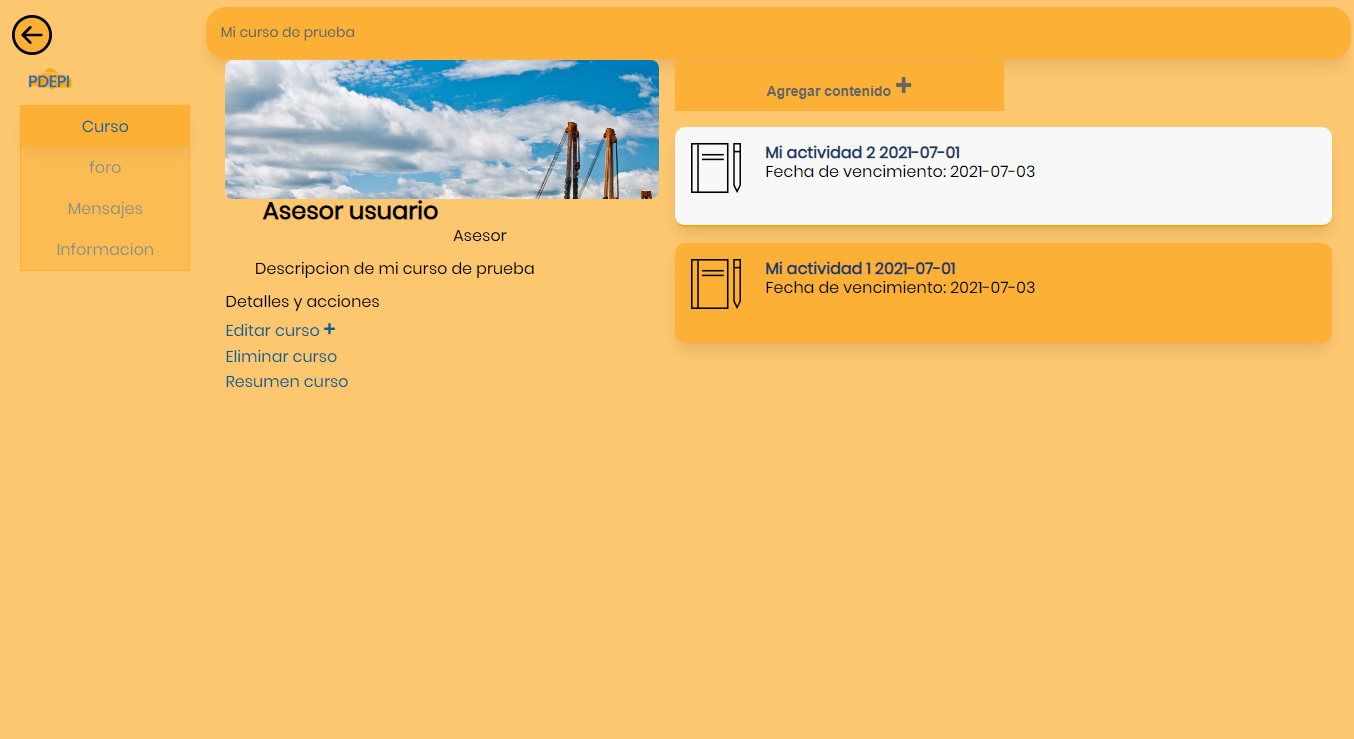 Mi curso de prueba
PDEPI
Curso
foro
Mensajes
Informacion
Asesor usuario
Asesor
Descripcion de mi curso de prueba
Detalles y acciones
Editar curso +
Eliminar curso
Resumen curso
Agregar contenido +
Mi actividad 2 2021-07-01
Fecha de vencimiento: 2021-07-03
Mi actividad 1 2021-07-01
Fecha de vencimiento: 2021-07-03